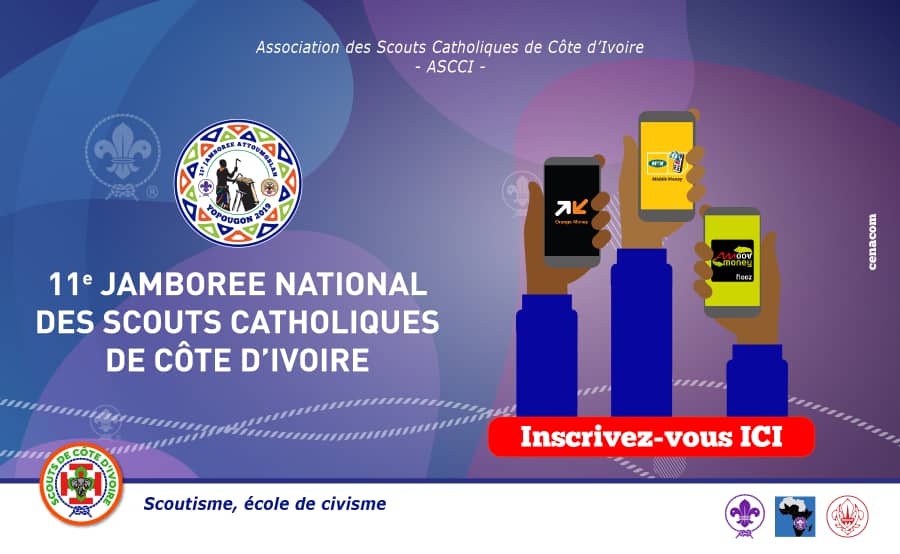 Association des Scouts Catholiques de Côte d'Ivoire
- ASCCI -
11e JAMBOREE ATTOUNGBLAN
YOPOUGON 2019
11e JAMBOREE NATIONAL
DES SCOUTS CATHOLIQUES
DE CÔTE D'IVOIRE
Orange Money
MTN
Mobile Money
MOOV
money
flooz
cenacom
Inscrivez-vous ICI
SCOUTS DE CÔTE D'IVOIRE
Scoutisme, école de civisme
®